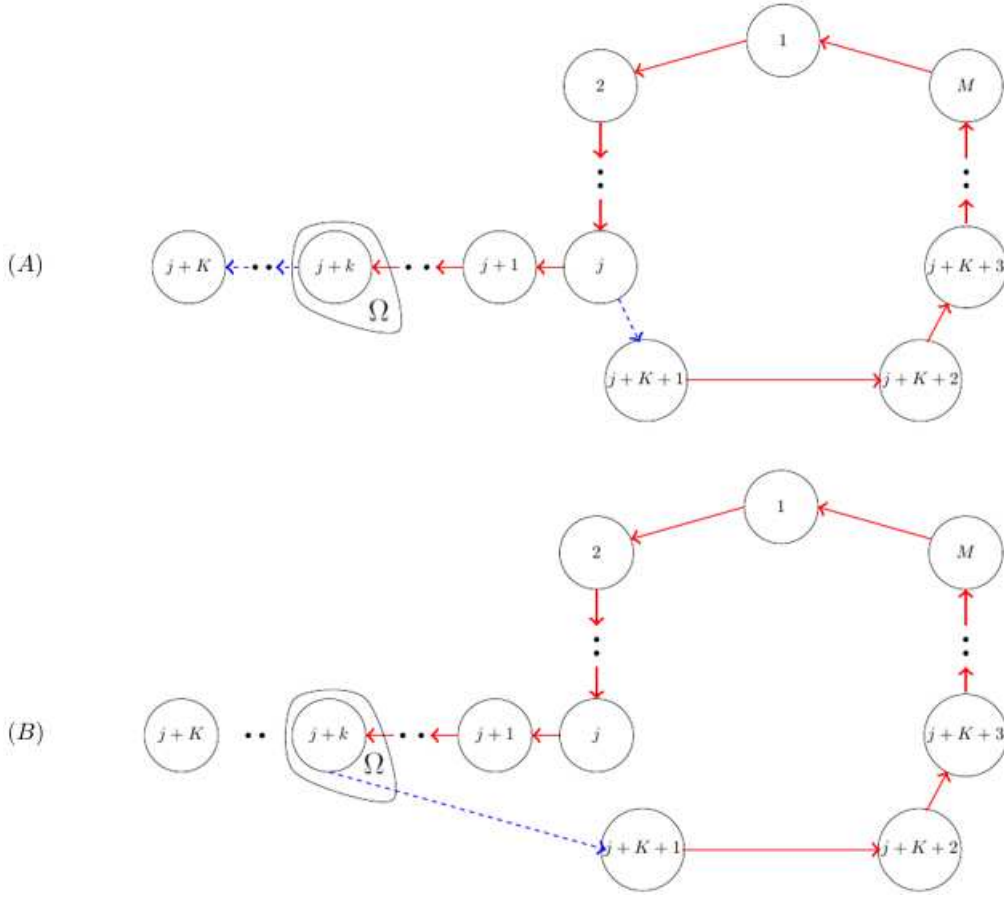 1
2
M
(A)
j + K
j + k
j + 1
j
j + K + 3
Ω
j + K + 1
j + K + 2
1
2
M
(B)
j + K
j + k
j + 1
j
j + K + 3
Ω
j + K + 1
j + K + 2